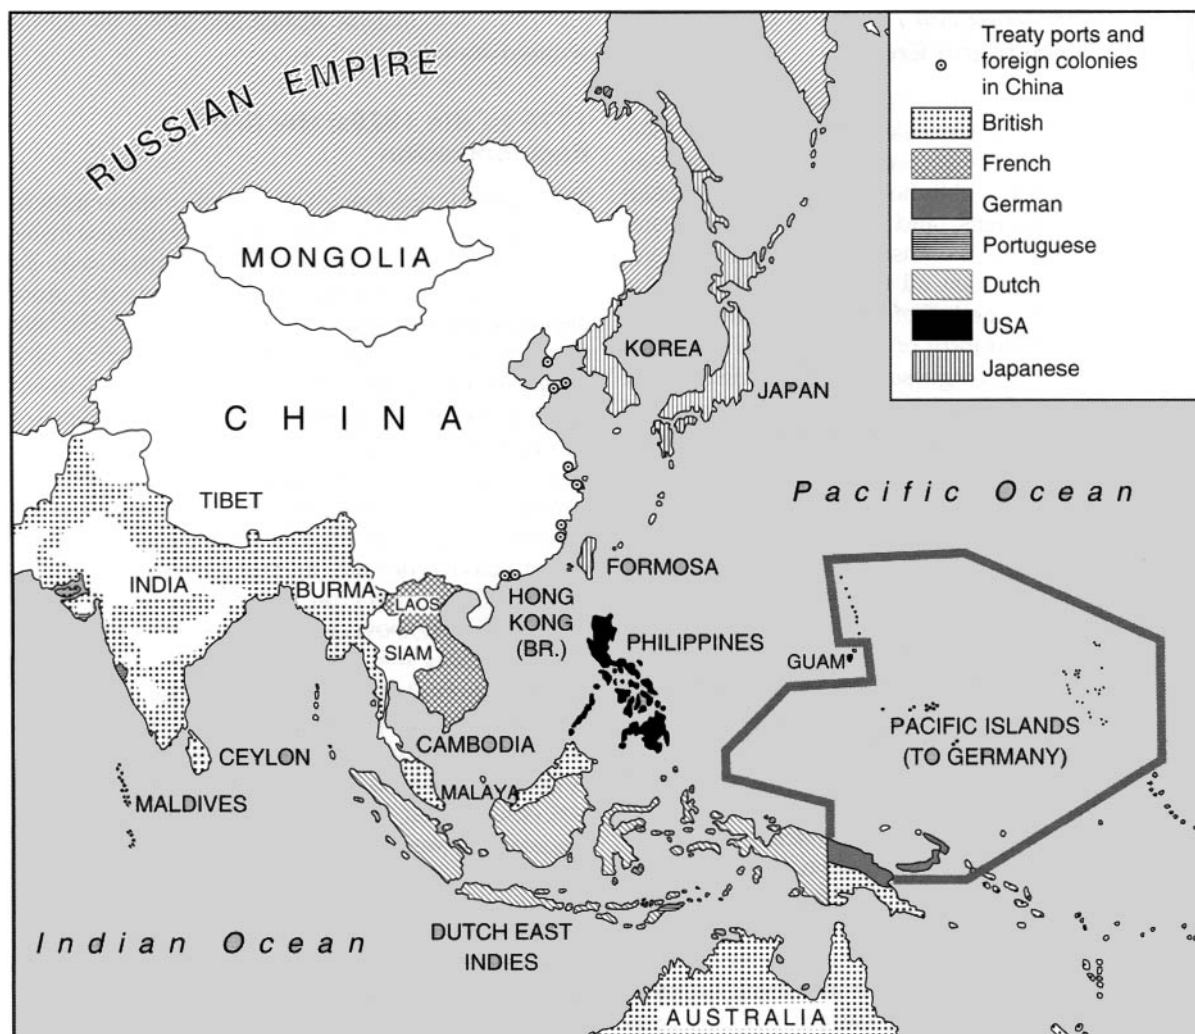 Treaty ports and
foreign colonies
in China
British
French
German
Portuguese
Dutch
USA
Japanese
RUSSIAN EMPIRE
MONGOLIA
CHINA
KOREA
JAPAN
TIBET
Pacific Ocean
INDIA
BURMA
LAOS
SIAM
FORMOSA
HONG
KONG
(BR.)
PHILIPPINES
GUAM
PACIFIC ISLANDS
(TO GERMANY)
CEYLON
CAMBODIA
MALDIVES
MALAYA
DUTCH EAST
INDIES
Indian Ocean
AUSTRALIA